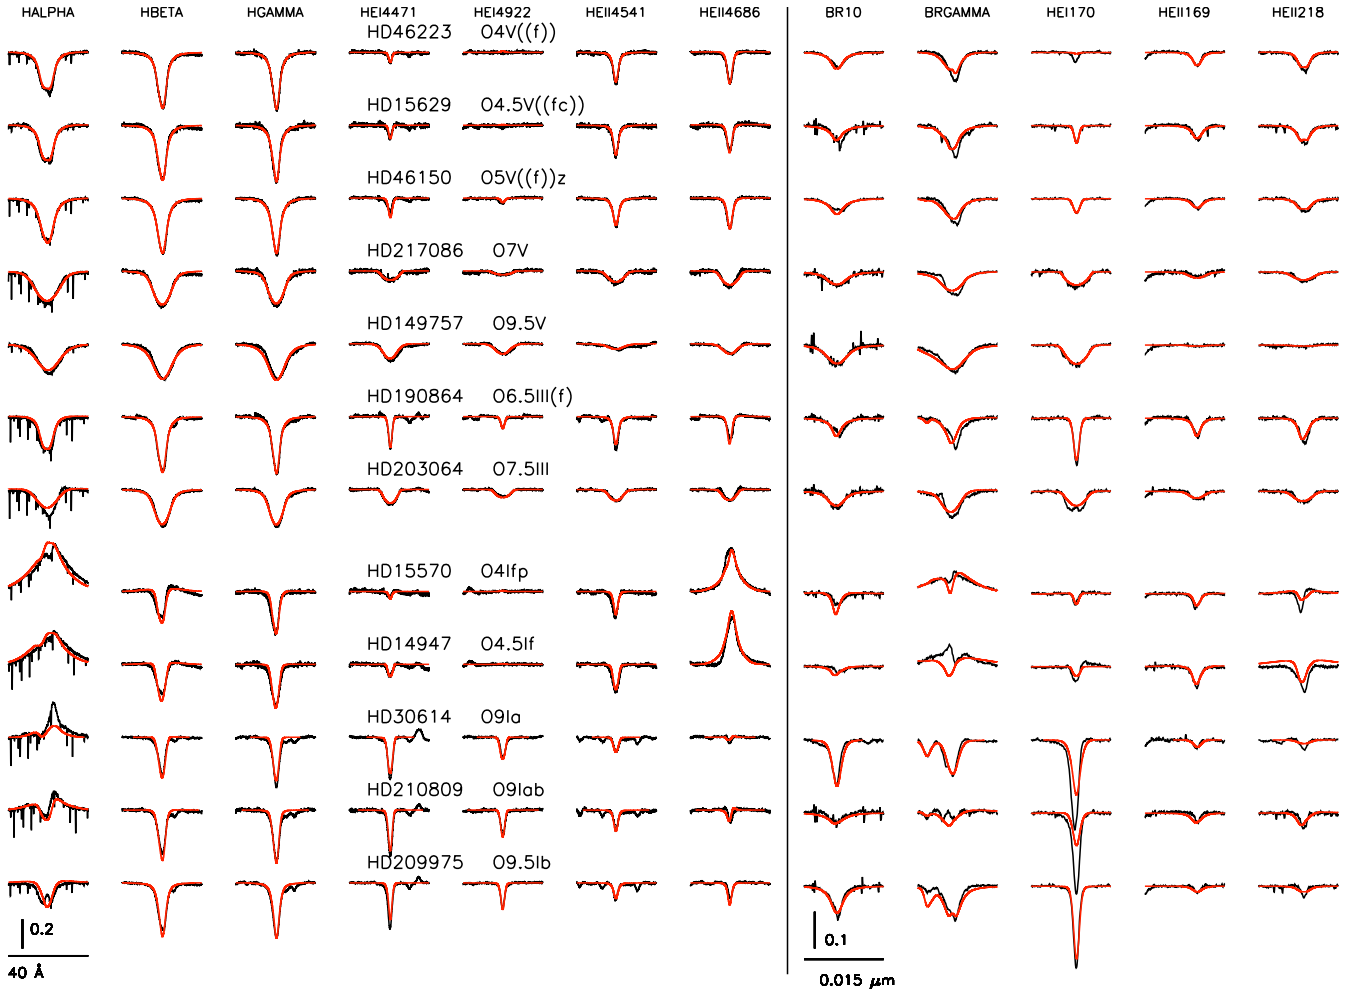 HALPHA HBETA HGAMMA HEI4471 HEI4922 HEII4541 HEII4686 BR10 BRGAMMA HEI170 HEII169 HEII218
HD46223 O4V((f))
HD15629 O4.5V((fc))
HD46150 O5V((f))z
HD217086 O7V
HD149757 O9.5V
HD190864 O6.5III(f)
HD203064 O7.5III
HD15570 O4Ifp
HD14947 O4.5If
HD30614 O9Ia
HD210809 O9Iab
HD209975 O9.5Ib
0.2 0.1
40 Å 0.015 μm